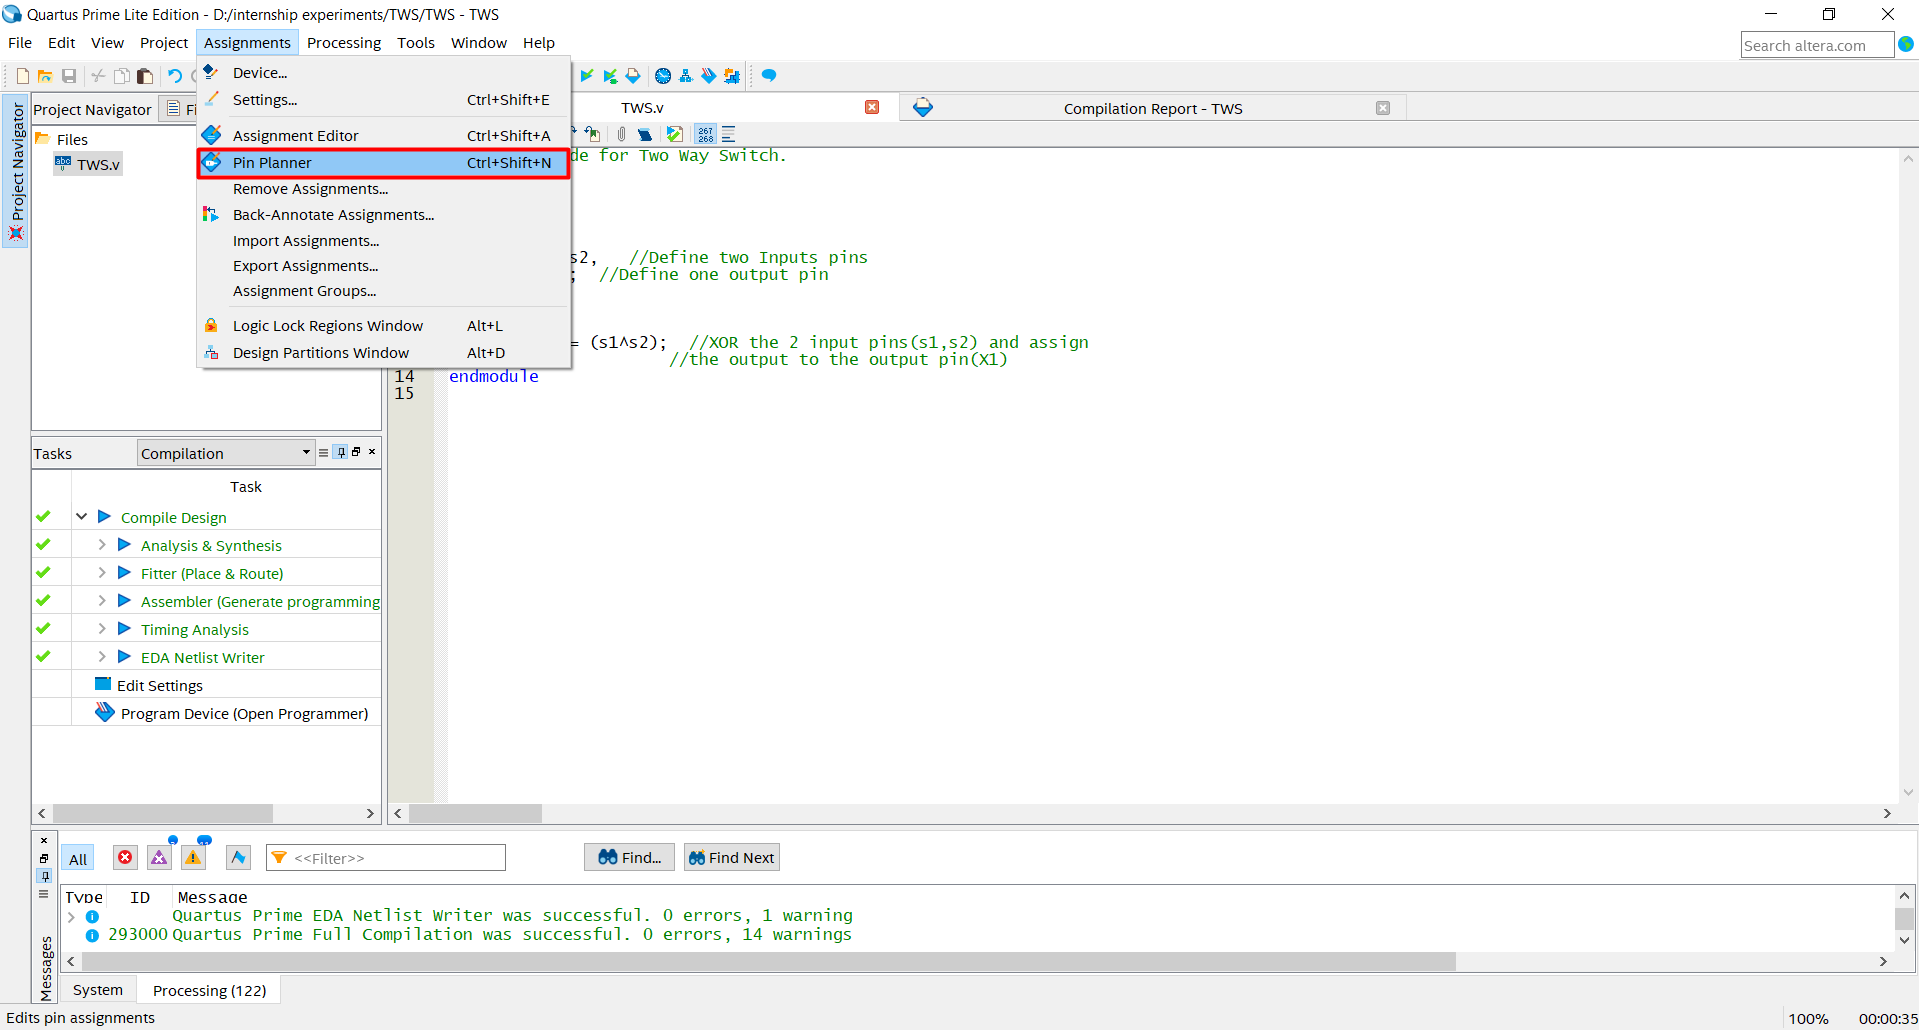 Quartus Prime Lite Edition - D:/internship experiments/TWS/TWS - TWS
File Edit View Project Assignments Processing Tools Window Help
Search altera.com
Device...
Settings... Ctrl+Shift+E
Assignment Editor Ctrl+Shift+A
Pin Planner Ctrl+Shift+N
Remove Assignments...
Back-Annotate Assignments...
Import Assignments...
Export Assignments...
Assignment Groups...
Logic Lock Regions Window Alt+L
Design Partitions Window Alt+D
Project Navigator
Project Navigator Fi
Files
abc TWS.v
TWS.v
Compilation Report - TWS
267
268
de for Two Way Switch.
s2, //Define two Inputs pins
; //Define one output pin
= (s1^s2); //XOR the 2 input pins(s1,s2) and assign
//the output to the output pin(X1)
14 endmodule
15
Tasks Compilation
Task
Compile Design
Analysis & Synthesis
Fitter (Place & Route)
Assembler (Generate programming
Timing Analysis
EDA Netlist Writer
Edit Settings
Program Device (Open Programmer)
All <<Filter>> Find... Find Next
Type ID Message
Quartus Prime EDA Netlist Writer was successful. 0 errors, 1 warning
293000 Quartus Prime Full Compilation was successful. 0 errors, 14 warnings
Messages
System Processing (122)
Edits pin assignments
100% 00:00:35